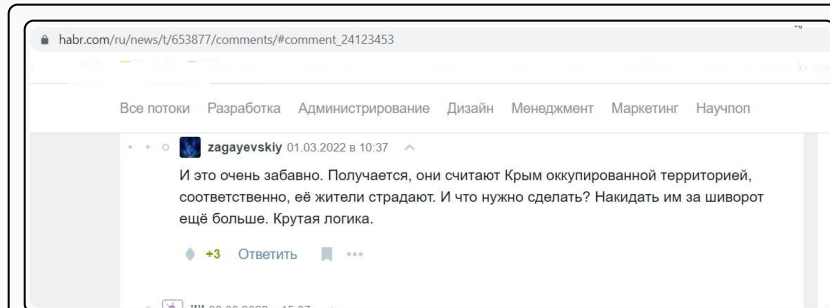 habr.com/ru/news/t/653877/comments/#comment_24123453
Все потоки Разработка Администрирование Дизайн Менеджмент Маркетинг Научпоп
zagayevskiy 01.03.2022 в 10:37
И это очень забавно. Получается, они считают Крым оккупированной территорией,
соответственно, её жители страдают. И что нужно сделать? Накидать им за шиворот
ещё больше. Крутая логика.
+3 Ответить